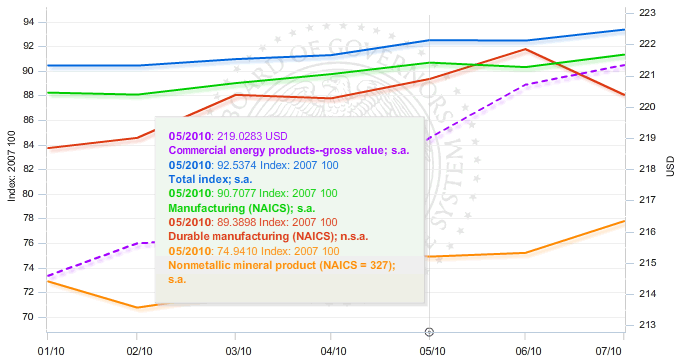 94
92
90
88
86
84
82
80
78
76
74
72
70
Index: 2007 100
223
222
221
220
219
218
217
216
215
214
213
USD
BOARD OF GOVERNORS
SYSTEM
05/2010: 219.0283 USD
Commercial energy products--gross value; s.a.
05/2010: 92.5374 Index: 2007 100
Total index; s.a.
05/2010: 90.7077 Index: 2007 100
Manufacturing (NAICS); s.a.
05/2010: 89.3898 Index: 2007 100
Durable manufacturing (NAICS); n.s.a.
05/2010: 74.9410 Index: 2007 100
Nonmetallic mineral product (NAICS = 327);
s.a.
01/10 02/10 03/10 04/10 05/10 06/10 07/10